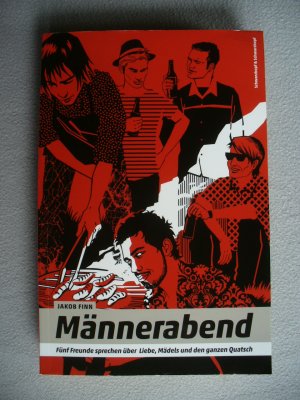 Schwarzkopf & Schwarzkopf
JAKOB FINN
Männerabend
Fünf Freunde sprechen über Liebe, Mädels und den ganzen Quatsch